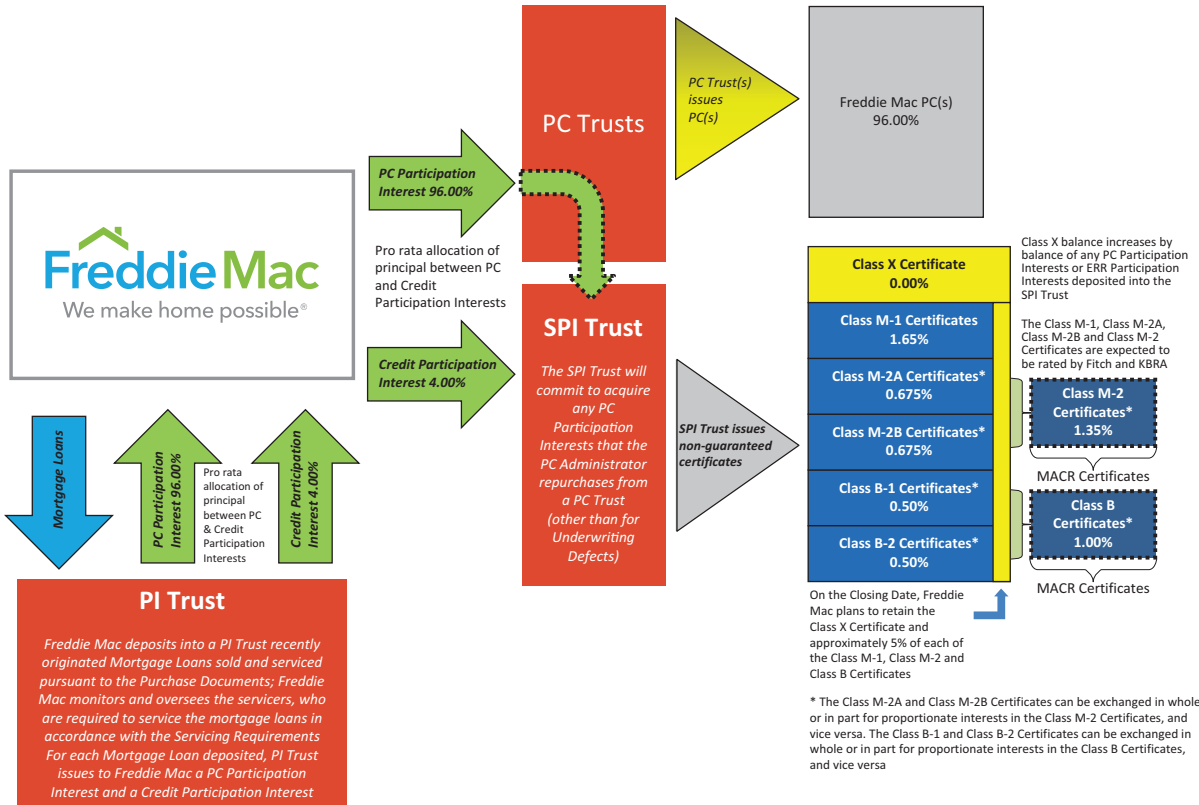 PC Trusts
PC Trust(s)
issues
PC(s)
Freddie Mac PC(s)
96.00%
PC Participation
Interest 96.00%
Freddie Mac
We make home possible®
Pro rata allocation of
principal between PC
and Credit
Participation Interests
Credit Participation
Interest 4.00%
SPI Trust
The SPI Trust will
commit to acquire
any PC
Participation
Interests that the
PC Administrator
repurchases from
a PC Trust
(other than for
Underwriting
Defects)
SPI Trust issues
non-guaranteed
certificates
Class X Certificate
0.00%
Class M-1 Certificates
1.65%
Class M-2A Certificates*
0.675%
Class M-2B Certificates*
0.675%
Class B-1 Certificates*
0.50%
Class B-2 Certificates*
0.50%
Class X balance increases by
balance of any PC Participation
Interests or ERR Participation
Interests deposited into the
SPI Trust
The Class M-1, Class M-2A,
Class M-2B and Class M-2
Certificates are expected to
be rated by Fitch and KBRA
Class M-2
Certificates*
1.35%
MACR Certificates
Class B
Certificates*
1.00%
MACR Certificates
On the Closing Date, Freddie
Mac plans to retain the
Class X Certificate and
approximately 5% of each of
the Class M-1, Class M-2 and
Class B Certificates
* The Class M-2A and Class M-2B Certificates can be exchanged in whole
or in part for proportionate interests in the Class M-2 Certificates, and
vice versa. The Class B-1 and Class B-2 Certificates can be exchanged in
whole or in part for proportionate interests in the Class B Certificates,
and vice versa
Mortgage Loans
PC Participation
Interest 96.00%
Pro rata
allocation of
principal
between PC
& Credit
Participation
Interests
Credit Participation
Interest 4.00%
PI Trust
Freddie Mac deposits into a PI Trust recently
originated Mortgage Loans sold and serviced
pursuant to the Purchase Documents; Freddie
Mac monitors and oversees the servicers, who
are required to service the mortgage loans in
accordance with the Servicing Requirements
For each Mortgage Loan deposited, PI Trust
issues to Freddie Mac a PC Participation
Interest and a Credit Participation Interest